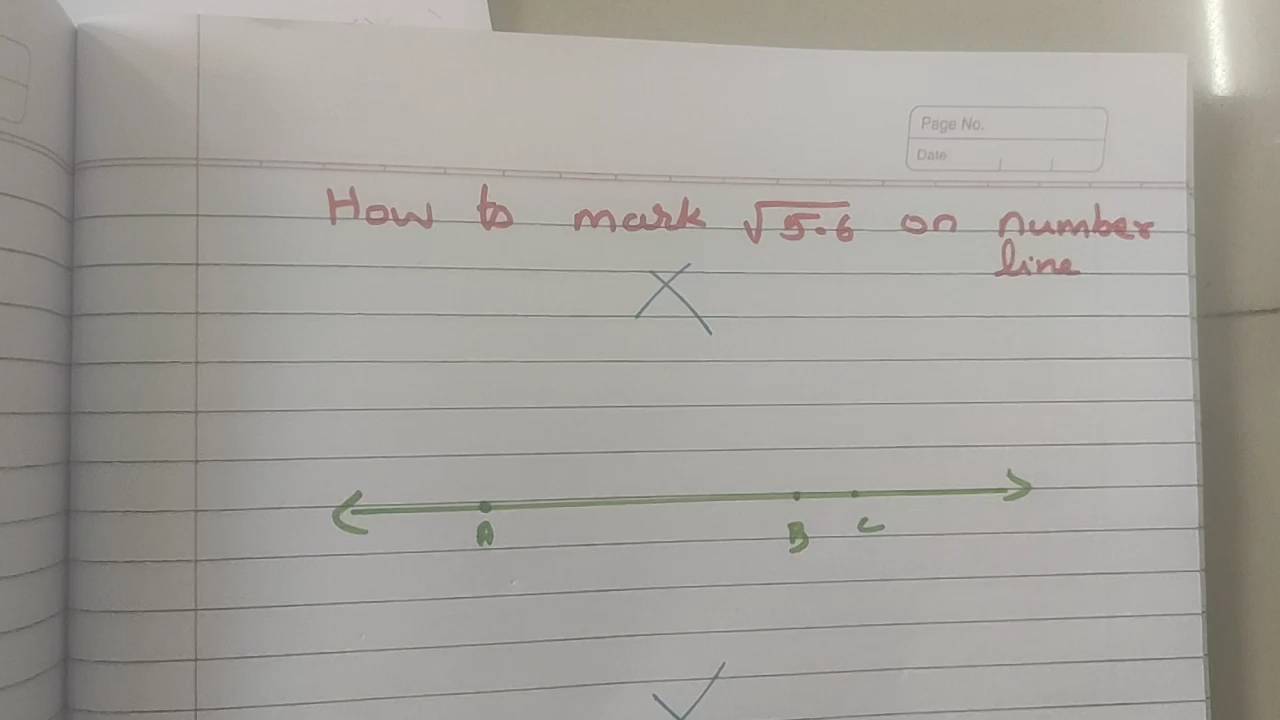 Page No.
Date
How to mark √5.6 on number
line
A B C